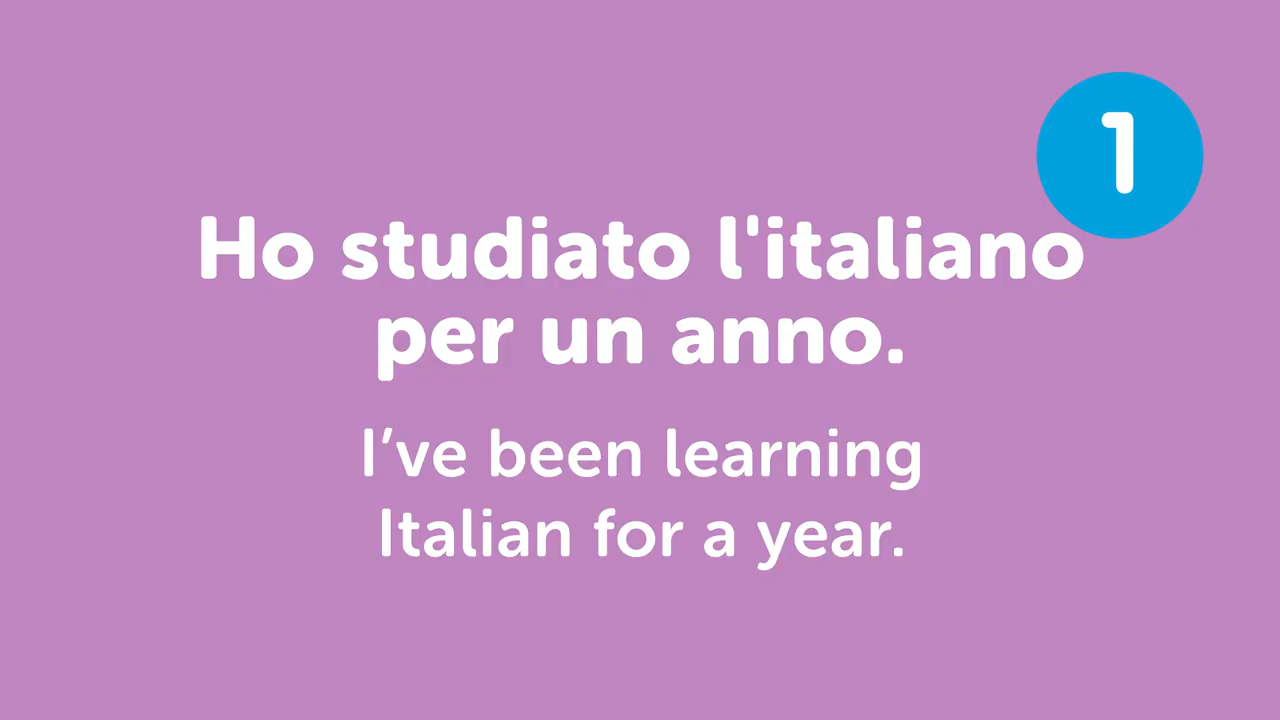 1
Ho studiato l'italiano
per un anno.
I’ve been learning
Italian for a year.